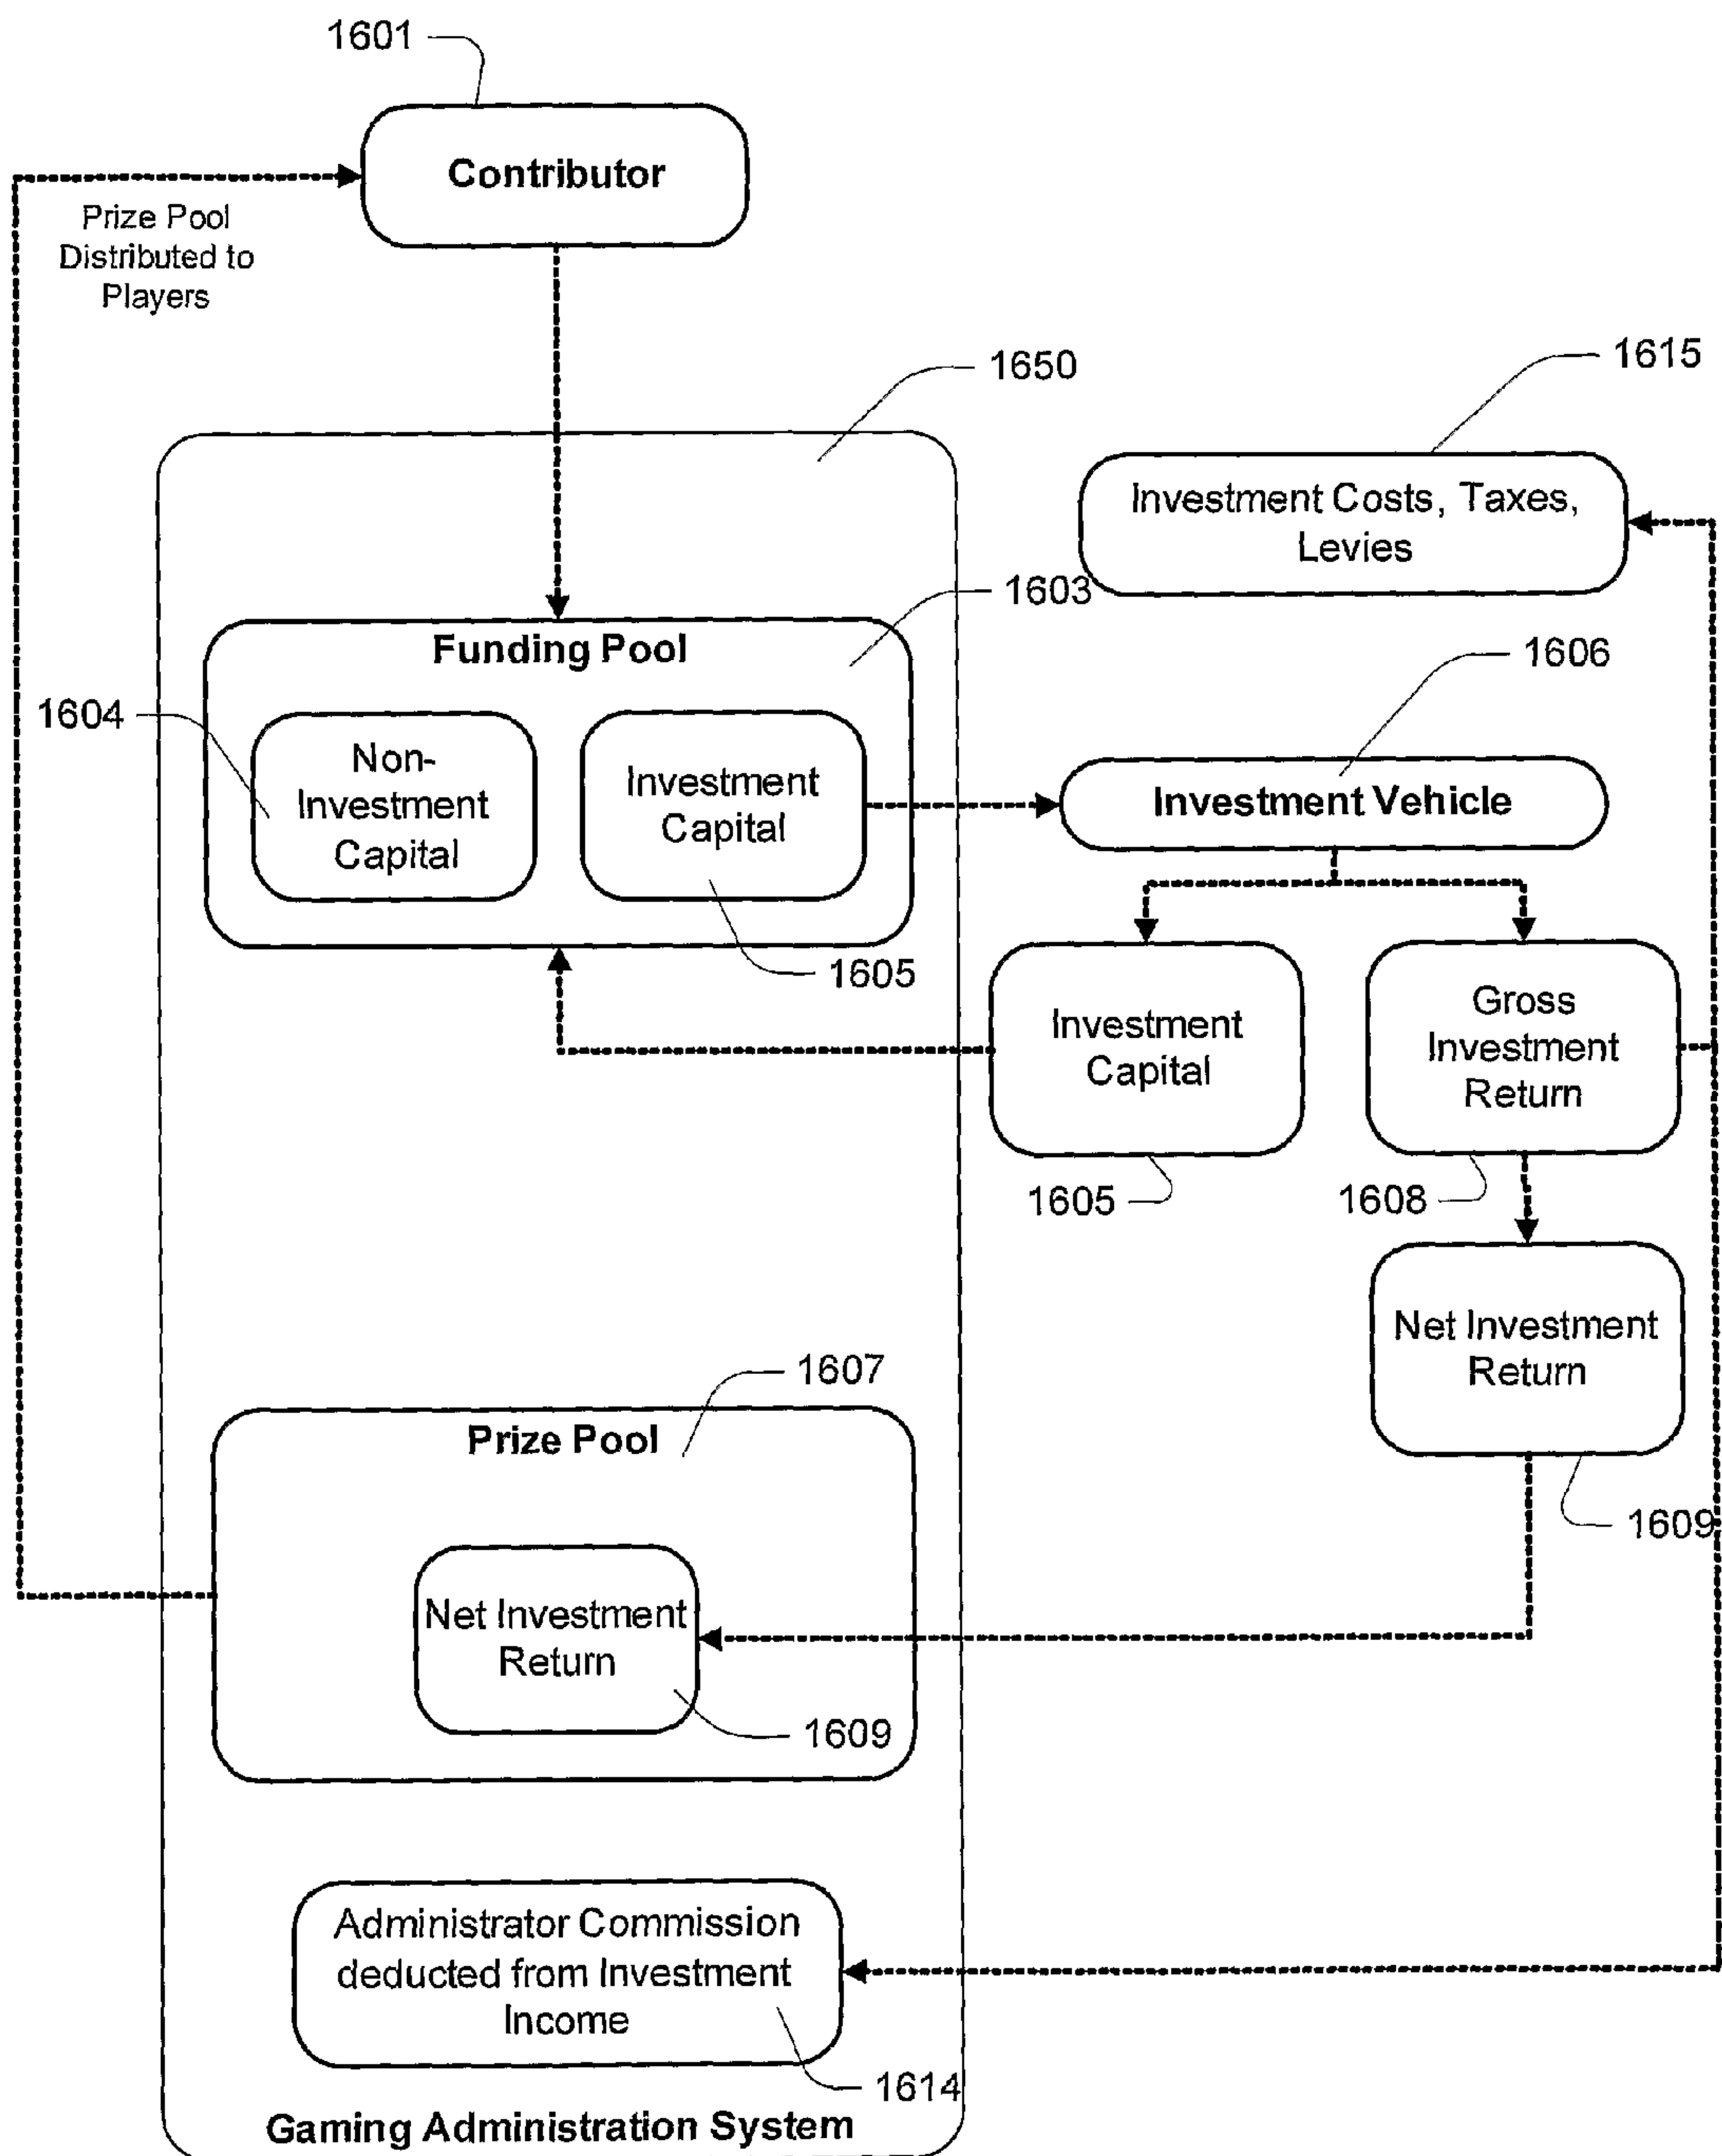 1601
Contributor
Prize Pool
Distributed to
Players
1650
1615
Investment Costs, Taxes,
Levies
1603
Funding Pool
1606
1604
Non-
Investment
Capital
Investment
Capital
Investment Vehicle
1605
Investment
Capital
Gross
Investment
Return
1605
1608
Net Investment
Return
1607
Prize Pool
1609
Net Investment
Return
1609
Administrator Commission
deducted from Investment
Income
1614
Gaming Administration System